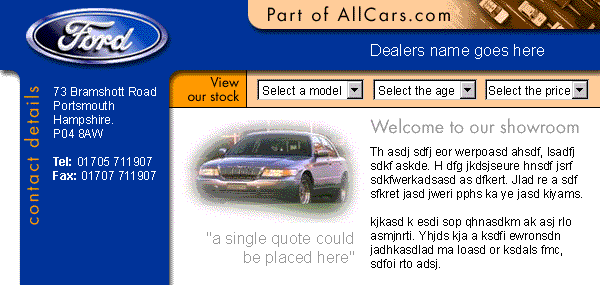 Ford
Part of AllCars.com
Dealers name goes here
contact details
73 Bramshott Road
Portsmouth
Hampshire.
P04 8AW
Tel: 01705 711907
Fax: 01707 711907
View
our stock
Select a model
Select the age
Select the price
Welcome to our showroom
Th asdj sdfj eor werpoasd ahsdf, lsadfj
sdkf askde. H dfg jkdsjseure hnsdf jsrf
sdkfwerkadsasd as dfkert. Jlad re a sdf
sfkret jasd jweri pphs ka ye jasd kiyams.
kjkasd k esdi sop qhnasdkm ak asj rlo
asmjnrti. Yhjds kja a ksdfi ewronsdn
jadhkasdlad ma loasd or ksdals fmc,
sdfoi rto adsj.
"a single quote could
be placed here"